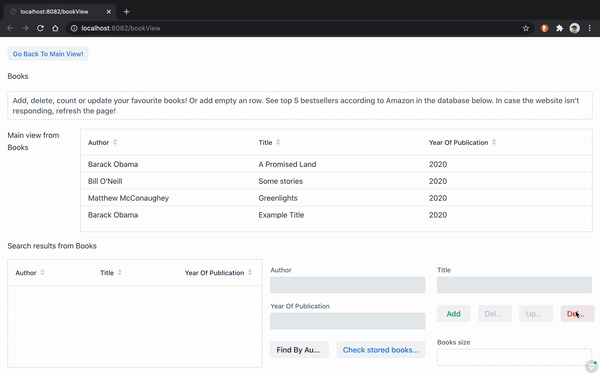 localhost:8082/bookView
localhost:8082/bookView
Go Back To Main View!
Books
Add, delete, count or update your favourite books! Or add empty an row. See top 5 bestsellers according to Amazon in the database below. In case the website isn't
responding, refresh the page!
Main view from
Books
Author Title Year Of Publication
Barack Obama A Promised Land 2020
Bill O'Neill Some stories 2020
Matthew McConaughey Greenlights 2020
Barack Obama Example Title 2020
Search results from Books
Author Title Year Of Publication
Author Title
Year Of Publication
Add Del... Up... De...
Find By Au... Check stored books...
Books size